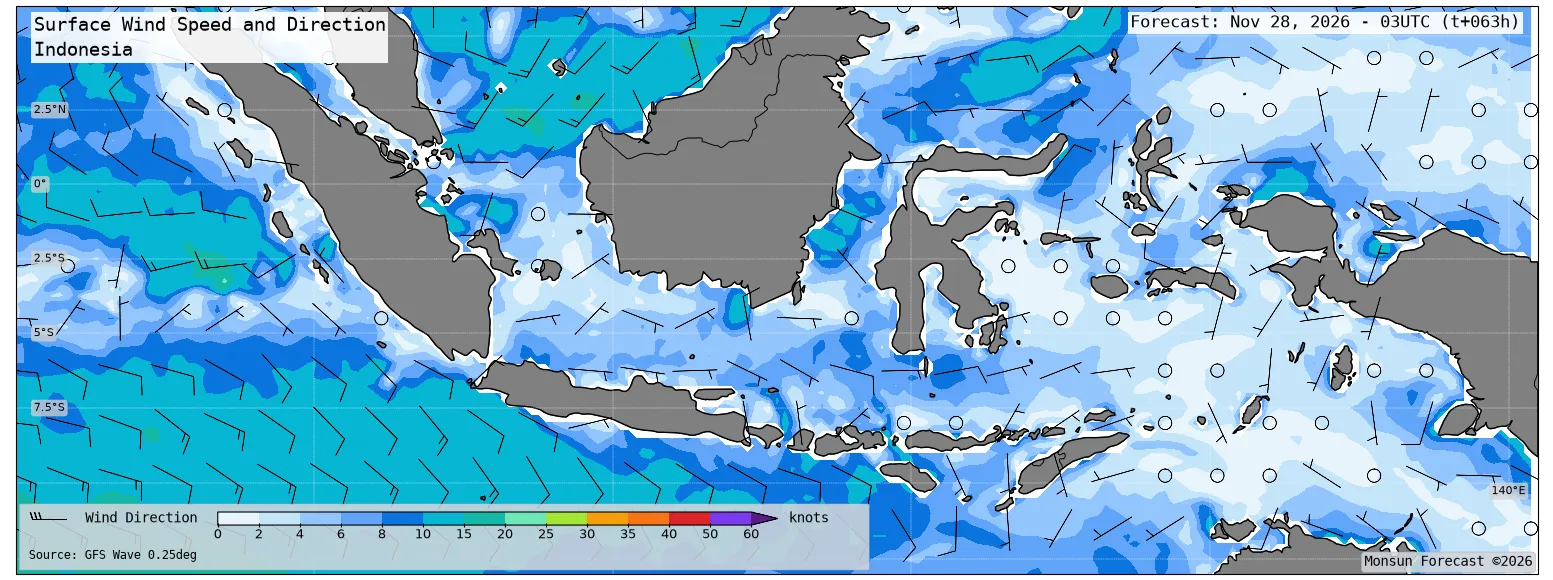 Surface Wind Speed and Direction
Indonesia
Forecast: Nov 28, 2026 - 03UTC (t+063h)
2.5°N
0°
2.5°S
5°S
7.5°S
140°E
Wind Direction
0 2 4 6 8 10 15 20 25 30 35 40 50 60
knots
Source: GFS Wave 0.25deg
Monsun Forecast ©2026